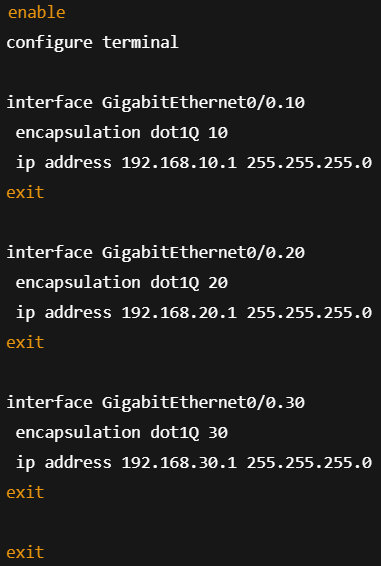 enable
configure terminal
interface GigabitEthernet0/0.10
encapsulation dot1Q 10
ip address 192.168.10.1 255.255.255.0
exit
interface GigabitEthernet0/0.20
encapsulation dot1Q 20
ip address 192.168.20.1 255.255.255.0
exit
interface GigabitEthernet0/0.30
encapsulation dot1Q 30
ip address 192.168.30.1 255.255.255.0
exit
exit